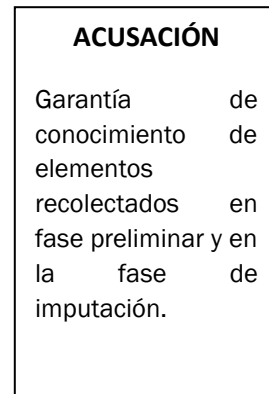 ACUSACIÓN
Garantía de
conocimiento de
elementos
recolectados en
fase preliminar y en
la fase de
imputación.